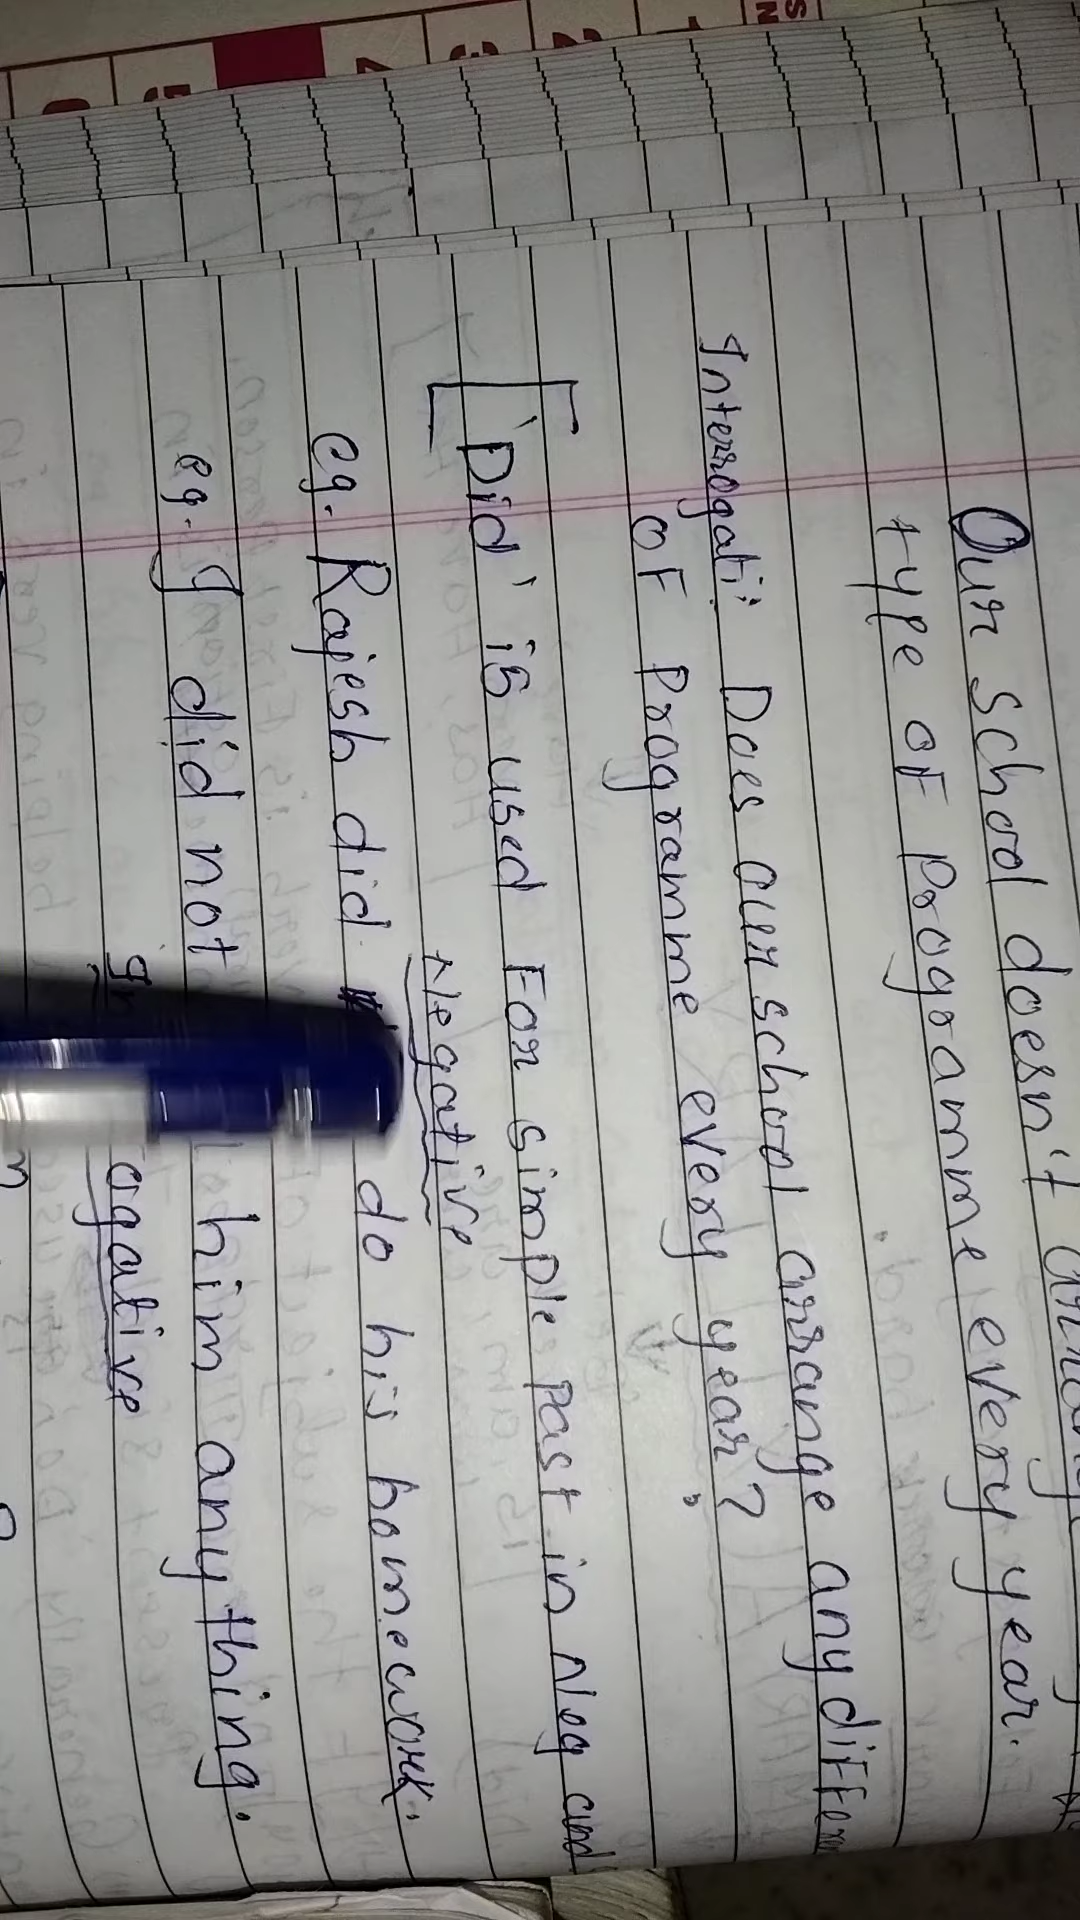 Our school doesn't
type of Programme every year.
Interrogati: Does our school arrange any
of Programme every year?
['Did' is used for simple past in Neg and
Negative
eg. Rajesh did do his homework.
eg. I did not him anything.